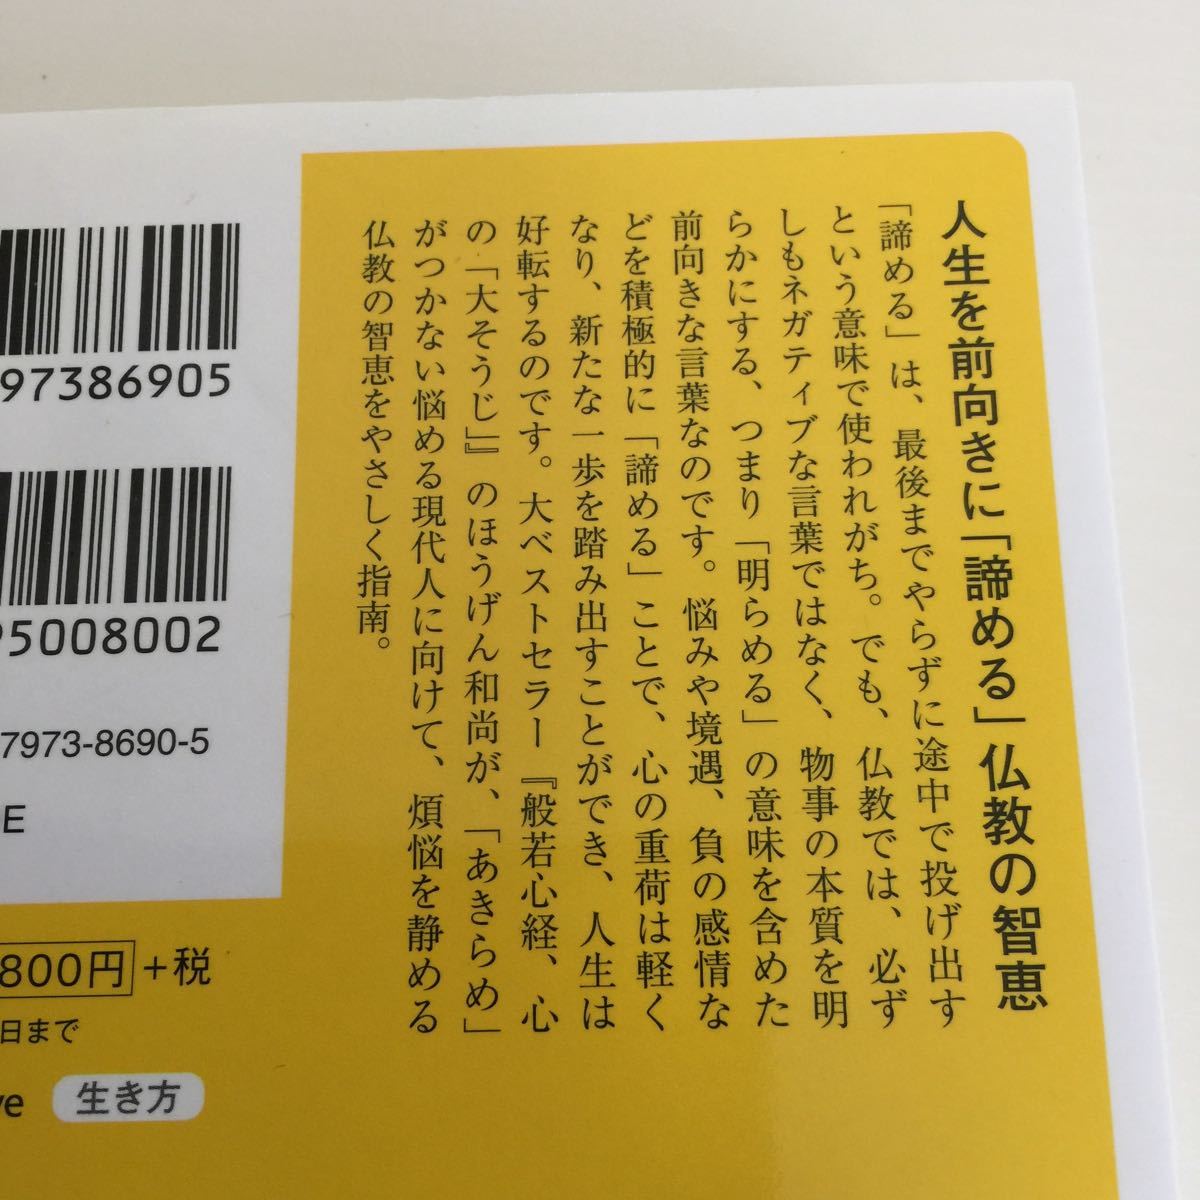 人生を前向きに「諦める」仏教の智恵
「諦める」は、最後までやらずに途中で投げ出す
という意味で使われがち。でも、仏教では、必ず
しもネガティブな言葉ではなく、物事の本質を明
らかにする、つまり「明らめる」の意味を含めた
前向きな言葉なのです。悩みや境遇、負の感情な
どを積極的に「諦める」ことで、心の重荷は軽く
なり、新たな一歩を踏み出すことができ、人生は
好転するのです。大ベストセラー『般若心経、心
の「大そうじ」』のほうげん和尚が、「あきらめ」
がつかない悩める現代人に向けて、煩悩を静める
仏教の智恵をやさしく指南。
97386905
95008002
7973-8690-5
E
800円+税
日まで
ve
生き方